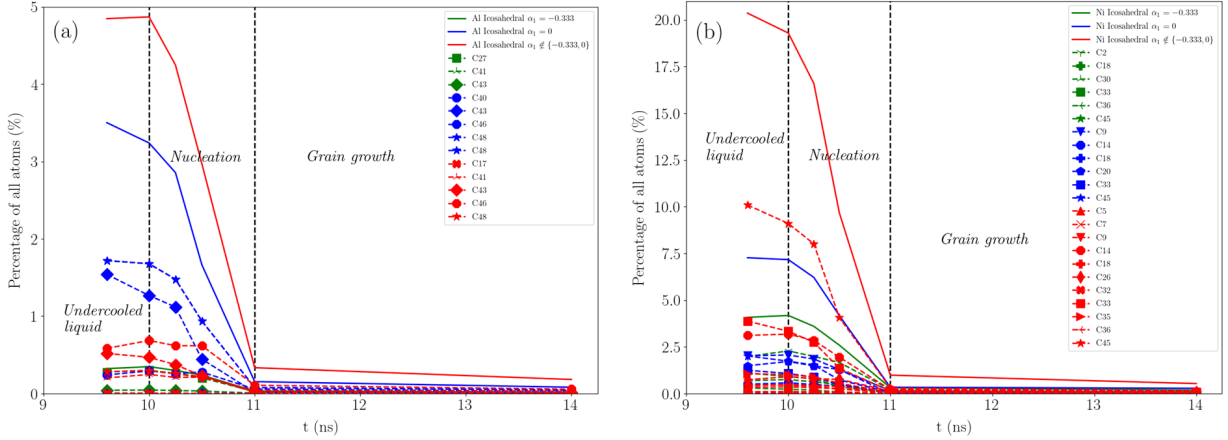 (a)
Percentage of all atoms (%)
5
4
3
2
1
0
9
10
11
12
13
14
t (ns)
Undercooled
liquid
Nucleation
Grain growth
Al Icosahedral α₁ = −0.333
Al Icosahedral α₁ = 0
Al Icosahedral α₁ ∉ {−0.333, 0}
C27
C41
C43
C40
C43
C46
C48
C48
C17
C41
C43
C46
C48
(b)
Percentage of all atoms (%)
20.0
17.5
15.0
12.5
10.0
7.5
5.0
2.5
0.0
9
10
11
12
13
14
t (ns)
Undercooled
liquid
Nucleation
Grain growth
Ni Icosahedral α₁ = −0.333
Ni Icosahedral α₁ = 0
Ni Icosahedral α₁ ∉ {−0.333, 0}
C2
C18
C30
C33
C36
C45
C9
C14
C18
C20
C33
C45
C5
C7
C9
C14
C18
C26
C32
C33
C35
C36
C45